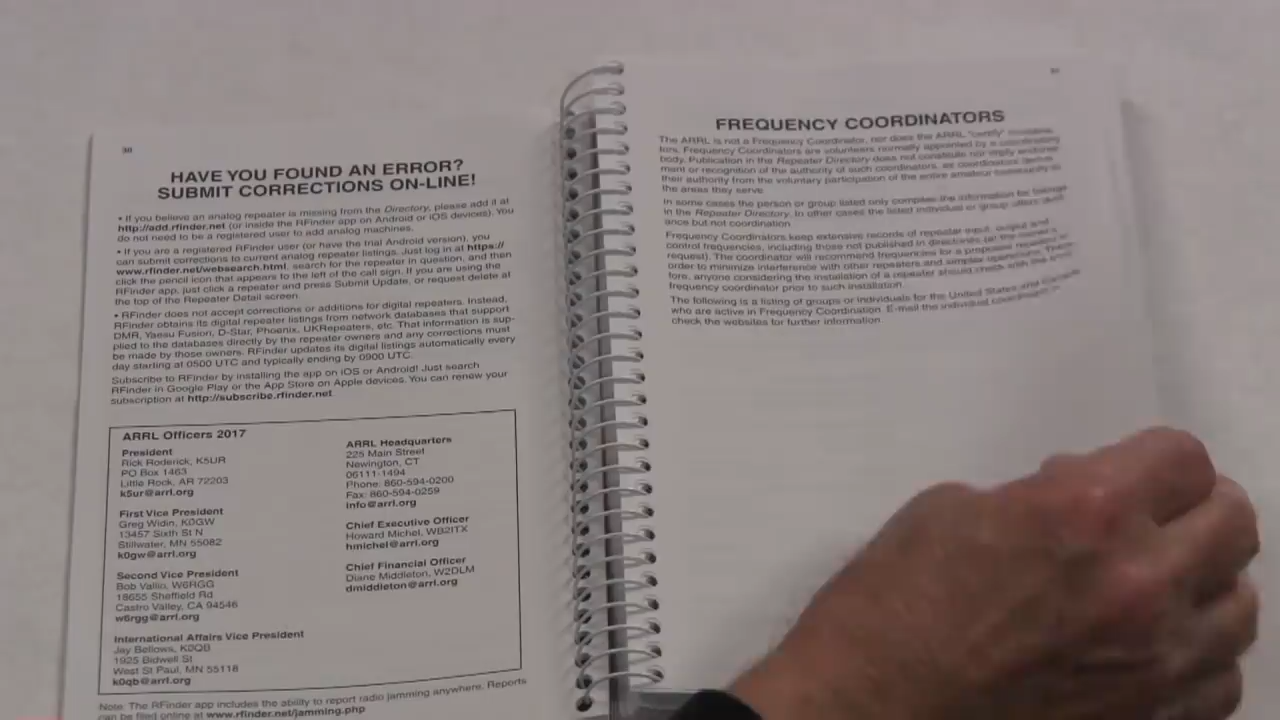 30
HAVE YOU FOUND AN ERROR?
SUBMIT CORRECTIONS ON-LINE!
• If you believe an analog repeater is missing from the Directory, please add it at
http://add.rfinder.net (or inside the RFinder app on Android or iOS devices). You
do not need to be a registered user to add analog machines.
• If you are a registered RFinder user (or have the trial Android version), you
can submit corrections to current analog repeater listings. Just log in at https://
www.rfinder.net/websearch.html, search for the repeater in question, and then
click the pencil icon that appears to the left of the call sign. If you are using the
RFinder app, just click a repeater and press Submit Update, or request delete at
the top of the Repeater Detail screen.
• RFinder does not accept corrections or additions for digital repeaters. Instead,
RFinder obtains its digital repeater listings from network databases that support
DMR, Yaesu Fusion, D-Star, Phoenix, UKRepeaters, etc. That information is sup-
plied to the databases directly by the repeater owners and any corrections must
be made by those owners. RFinder updates its digital listings automatically every
day starting at 0500 UTC and typically ending by 0900 UTC.
Subscribe to RFinder by installing the app on iOS or Android! Just search
RFinder in Google Play or the App Store on Apple devices. You can renew your
subscription at http://subscribe.rfinder.net
ARRL Officers 2017
President
Rick Roderick, K5UR
PO Box 1463
Little Rock, AR 72203
k5ur@arrl.org
First Vice President
Greg Widin, K0GW
13457 Sixth St N
Stillwater, MN 55082
k0gw@arrl.org
Second Vice President
Bob Vallio, W6RGG
18655 Sheffield Rd
Castro Valley, CA 94546
w6rgg@arrl.org
International Affairs Vice President
Jay Bellows, K0QB
1925 Bidwell St
West St Paul, MN 55118
k0qb@arrl.org
ARRL Headquarters
225 Main Street
Newington, CT
06111-1494
Phone: 860-594-0200
Fax: 860-594-0259
info@arrl.org
Chief Executive Officer
Howard Michel, WB2ITX
hmichel@arrl.org
Chief Financial Officer
Diane Middleton, W2DLM
dmiddleton@arrl.org
Note: The RFinder app includes the ability to report radio jamming anywhere. Reports
can be filed online at www.rfinder.net/jamming.php
FREQUENCY COORDINATORS
The ARRL is not a Frequency Coordinator, nor does the ARRL "certify"
tors. Frequency Coordinators are volunteers normally appointed by a coordinating
body. Publication in the Repeater Directory does not constitute nor imply endorse-
ment or recognition of the authority of such coordinators, as coordinators derive
their authority from the voluntary participation of the entire amateur community in
the areas they serve.
In some cases the person or group listed only compiles the information for listings
in the Repeater Directory. In other cases the listed individual or group offers
ance but not coordination.
Frequency Coordinators keep extensive records of repeater input, output and
control frequencies, including those not published in directories (at the owner's
request). The coordinator will recommend frequencies for a proposed repeater in
order to minimize interference with other repeaters and simplex operations. There-
fore, anyone considering the installation of a repeater should check with the
frequency coordinator prior to such installation.
The following is a listing of groups or individuals for the United States and
who are active in Frequency Coordination. E-mail the individual coordinator or
check the websites for further information.